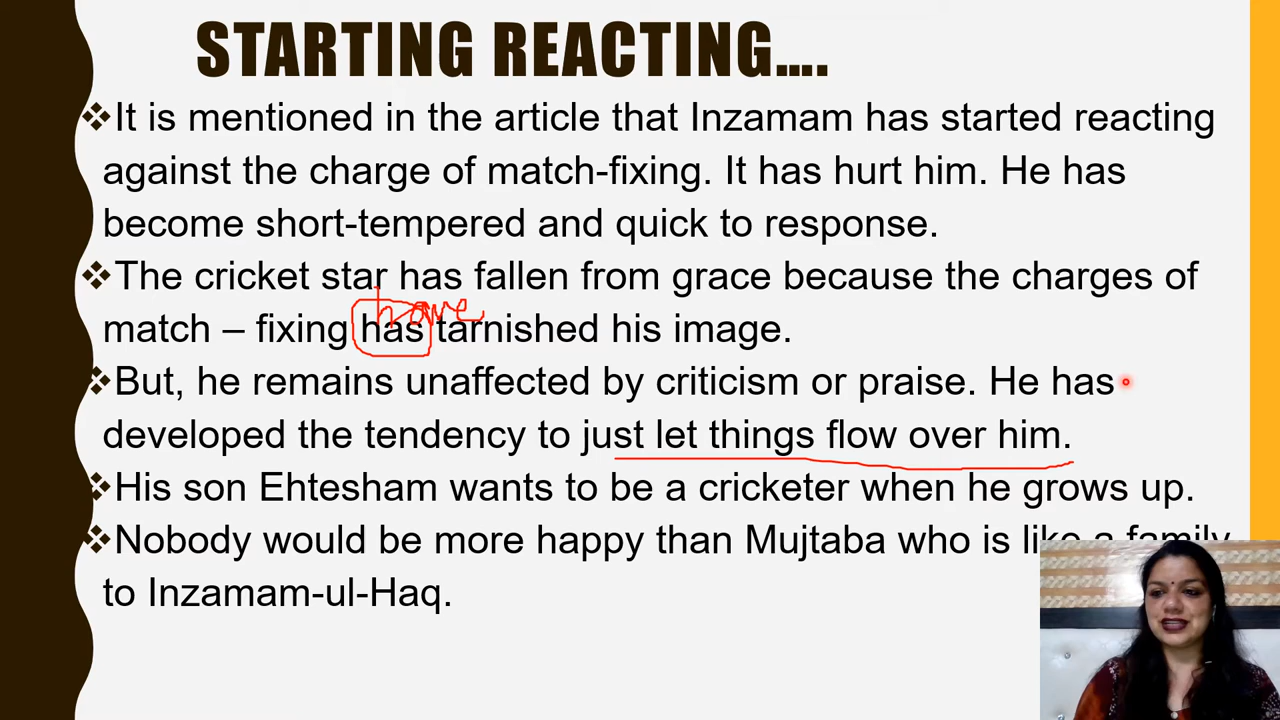 STARTING REACTING....
❖It is mentioned in the article that Inzamam has started reacting
against the charge of match-fixing. It has hurt him. He has
become short-tempered and quick to response.
❖The cricket star has fallen from grace because the charges of
have
match – fixing has tarnished his image.
❖But, he remains unaffected by criticism or praise. He has
developed the tendency to just let things flow over him.
❖His son Ehtesham wants to be a cricketer when he grows up.
❖Nobody would be more happy than Mujtaba who is like a family
to Inzamam-ul-Haq.